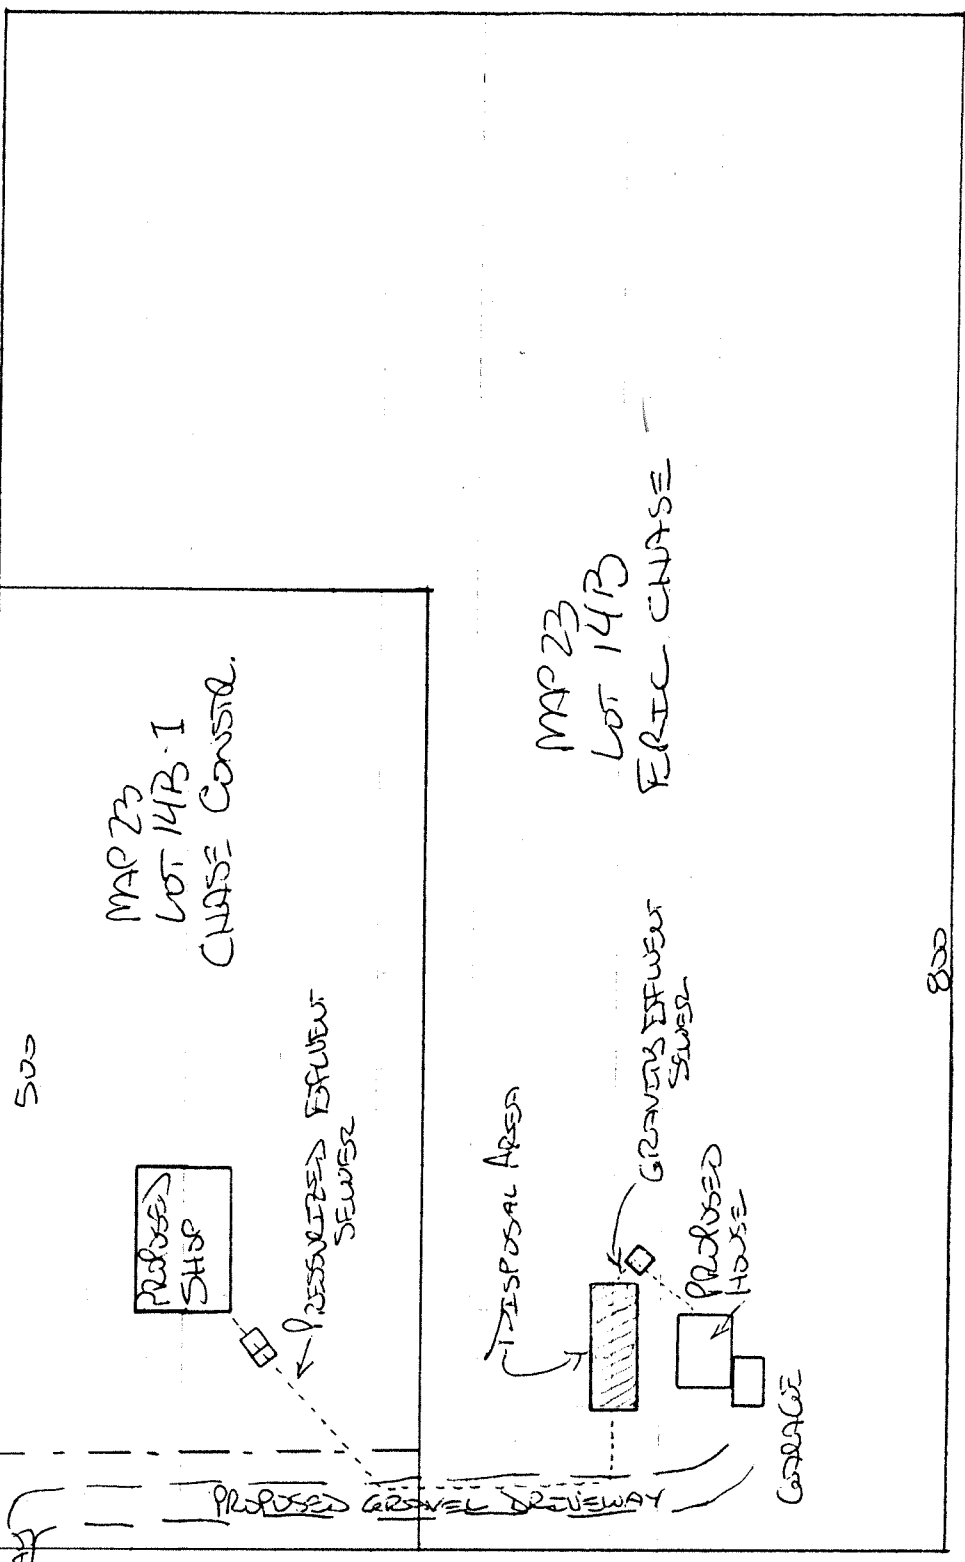 500
MAP 23
LOT 14B-1
CHASE CONSTR.
PROPOSED
SHOP
PRESSURIZED EFFLUENT
SEWER
DISPOSAL AREA
MAP 23
LOT 14B
ERIC CHASE
GRAVITY EFFLUENT
SEWER
PROPOSED
HOUSE
GARAGE
PROPOSED GRAVEL DRIVEWAY
800